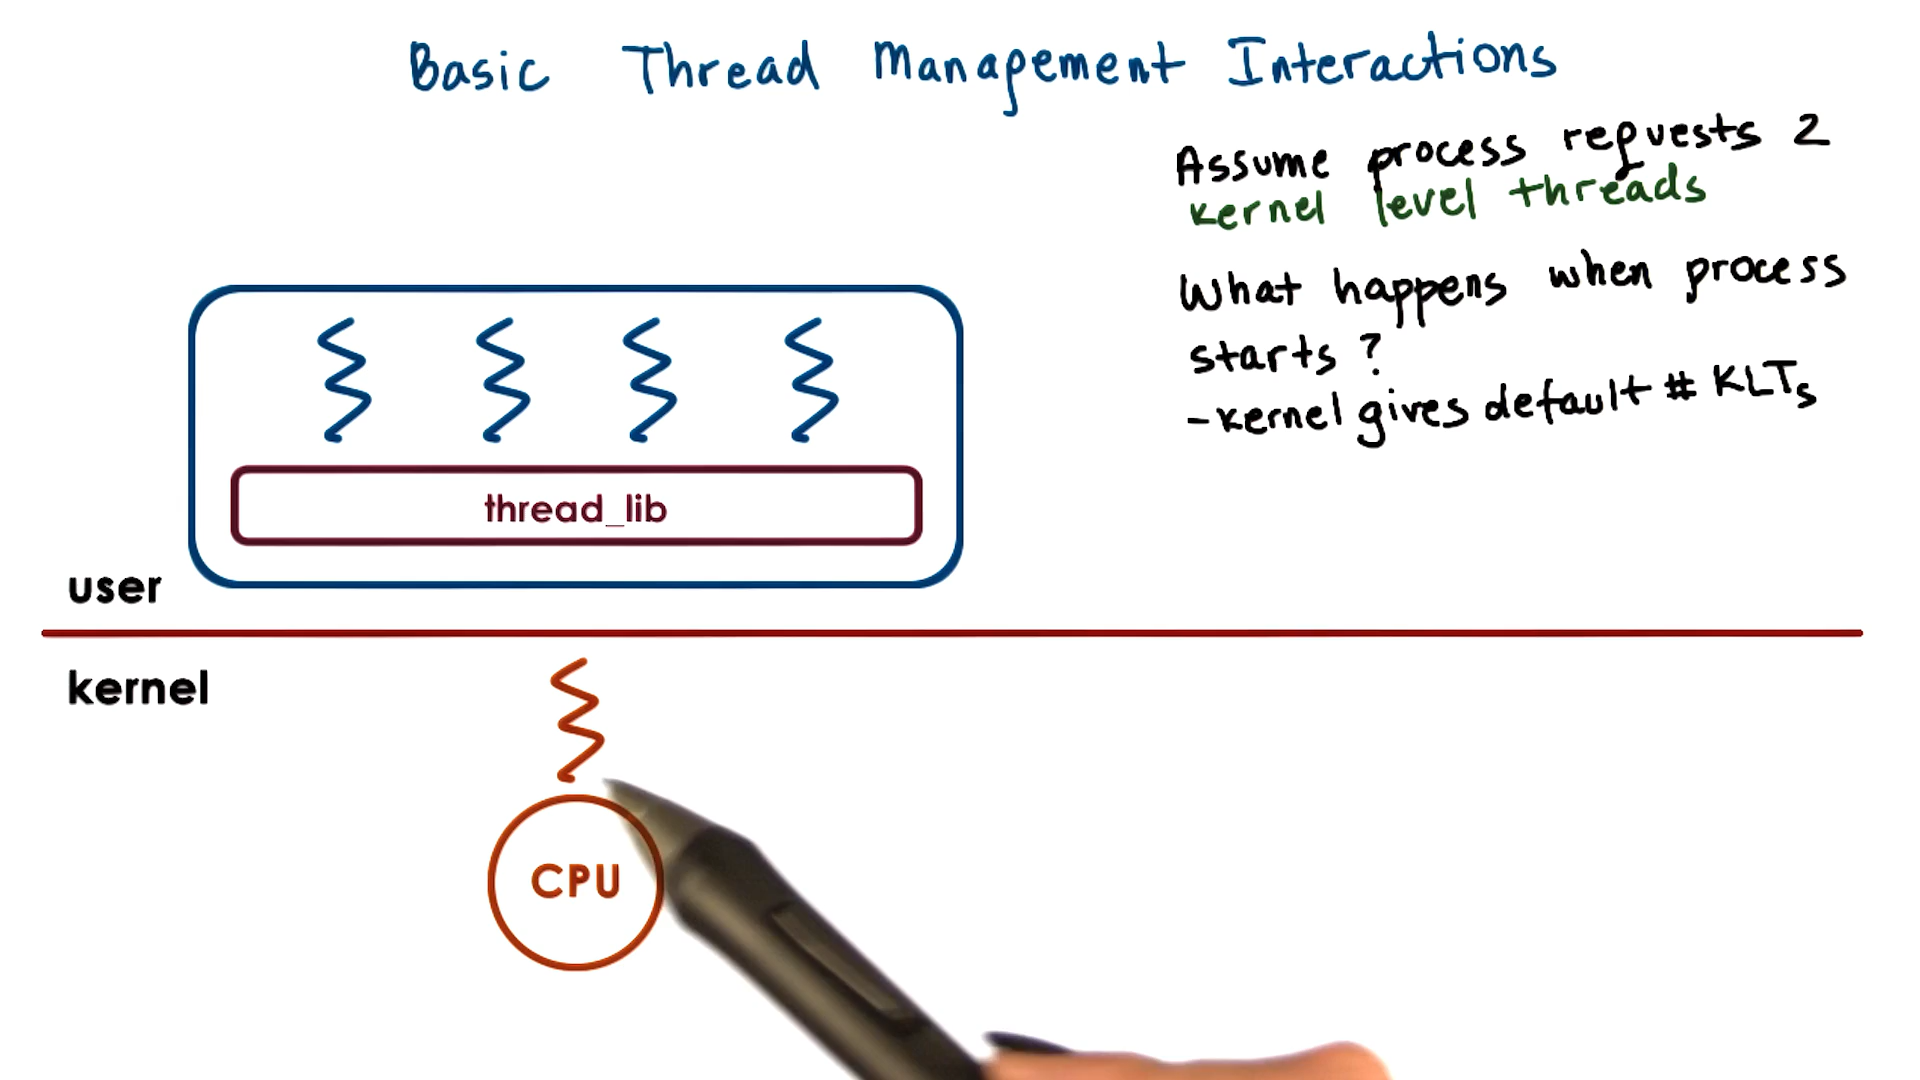 Basic Thread Management Interactions
Assume process requests 2
kernel level threads
What happens when process
starts ?
- kernel gives default # KLTs
thread_lib
user
kernel
CPU